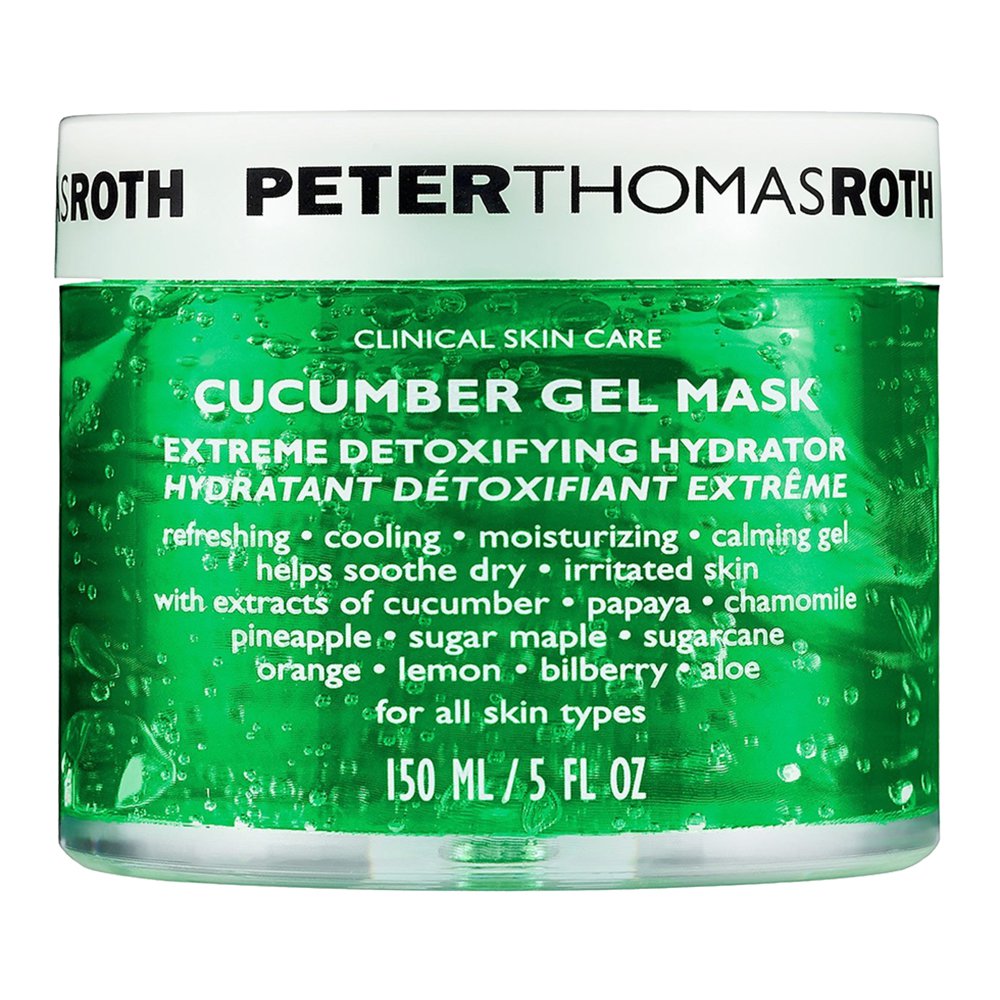 ASROTH PETERTHOMASROTH
CLINICAL SKIN CARE
CUCUMBER GEL MASK
EXTREME DETOXIFYING HYDRATOR
HYDRATANT DÉTOXIFIANT EXTRÊME
refreshing • cooling • moisturizing • calming gel
helps soothe dry • irritated skin
with extracts of cucumber • papaya • chamomile
pineapple • sugar maple • sugarcane
orange • lemon • bilberry • aloe
for all skin types
150 ML / 5 FL OZ